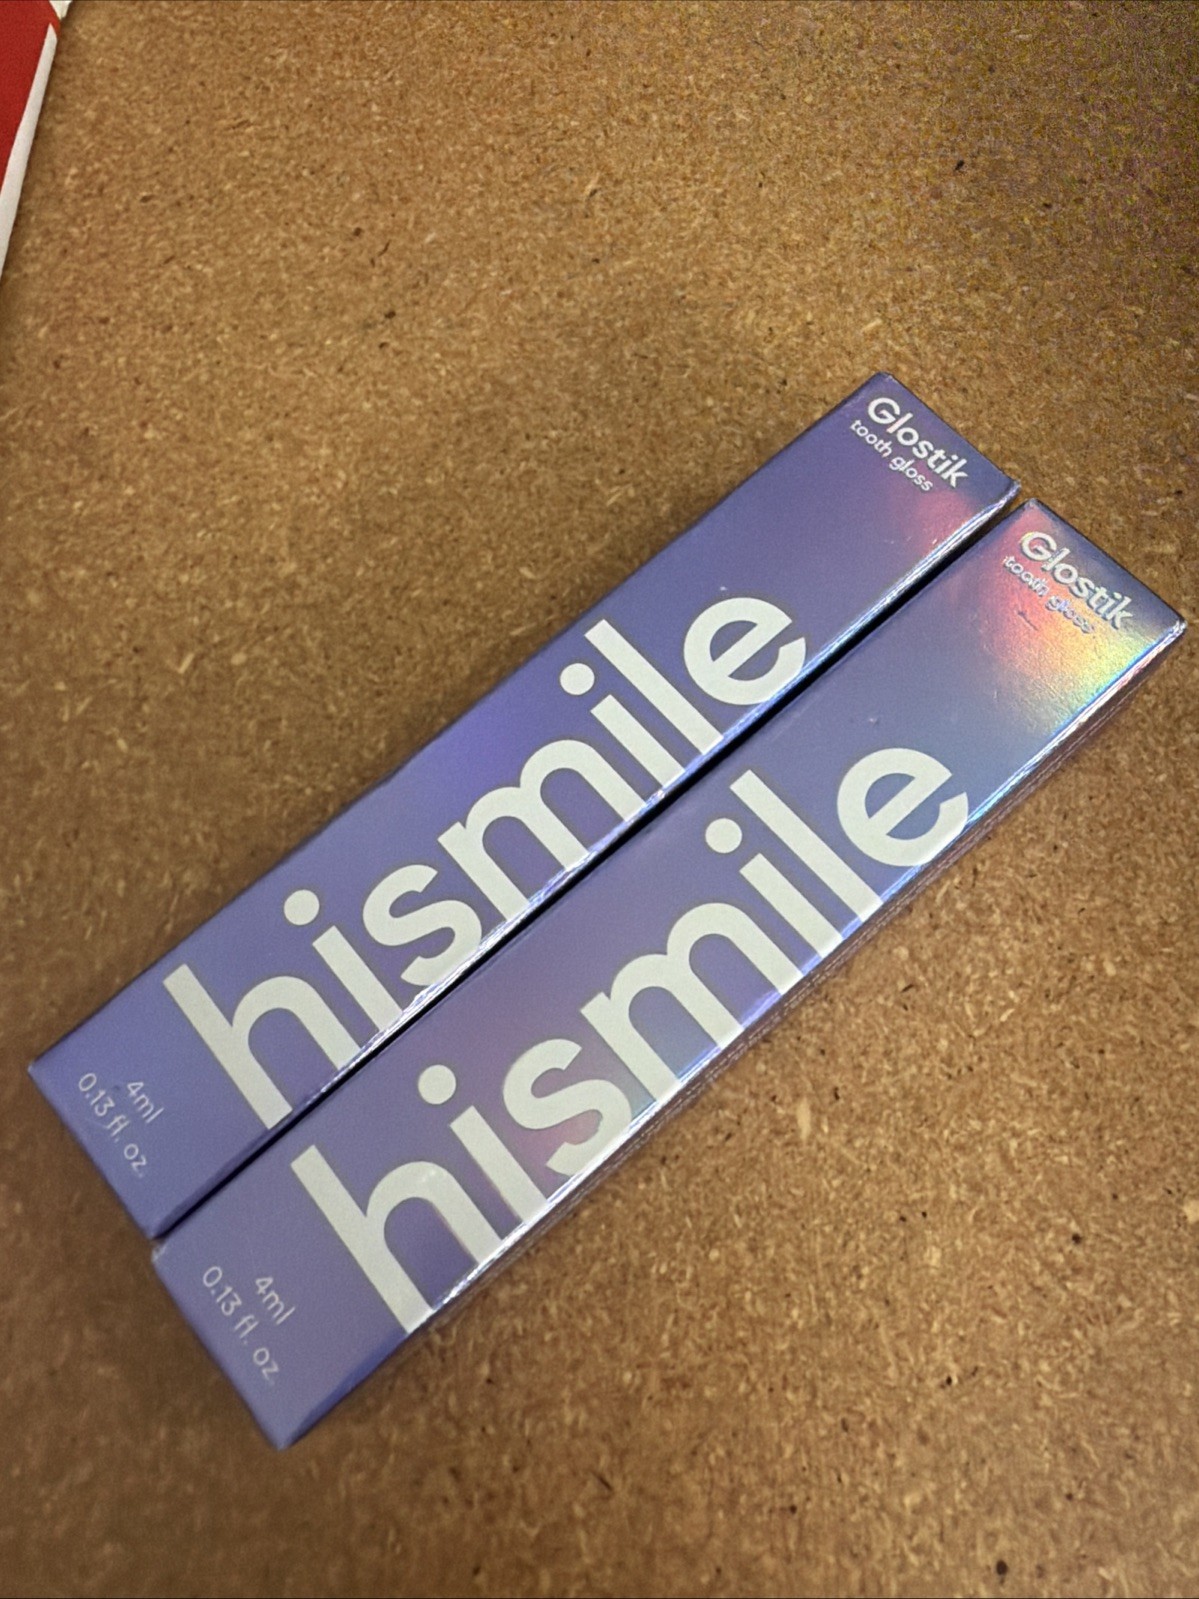 Glostik
tooth gloss
hismile
4ml
0.13 fl. oz.
Glostik
tooth gloss
hismile
4ml
0.13 fl. oz.